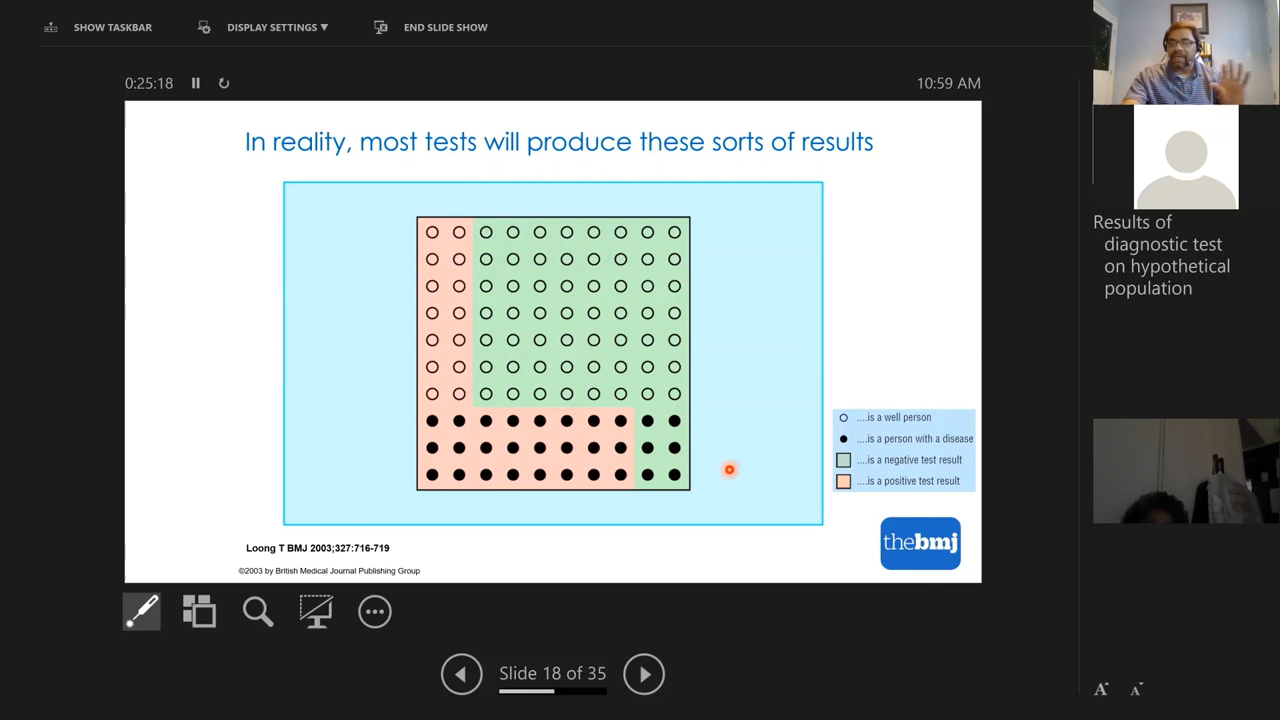 SHOW TASKBAR
DISPLAY SETTINGS ▼
END SLIDE SHOW
0:25:18
10:59 AM
In reality, most tests will produce these sorts of results
....is a well person
....is a person with a disease
....is a negative test result
....is a positive test result
Loong T BMJ 2003;327:716-719
©2003 by British Medical Journal Publishing Group
thebmj
Slide 18 of 35
Results of
diagnostic test
on hypothetical
population
A A